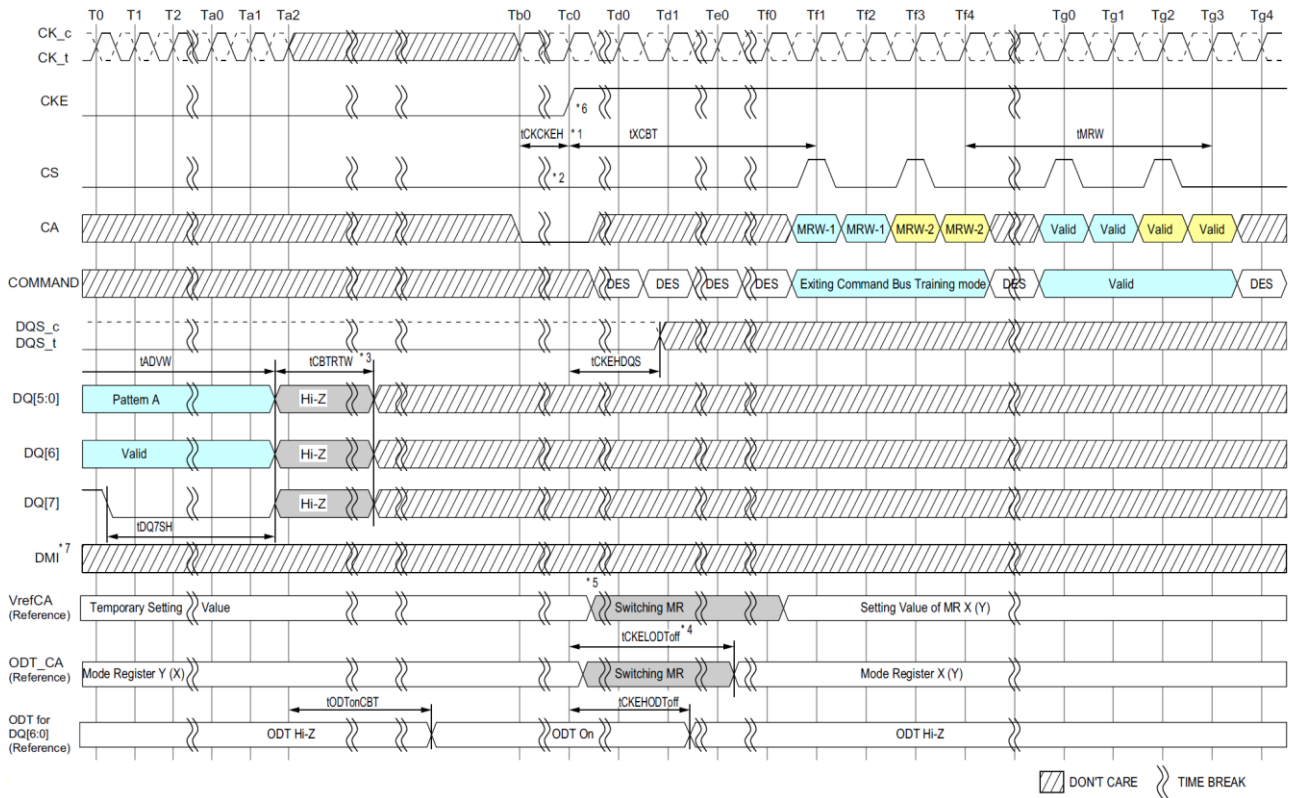 T0 T1 T2 Ta0 Ta1 Ta2 Tb0 Tc0 Td0 Td1 Te0 Tf0 Tf1 Tf2 Tf3 Tf4 Tg0 Tg1 Tg2 Tg3 Tg4
CK_c
CK_t
CKE
*6
tCKCKEH *1 tXCBT tMRW
CS
*2
CA MRW-1 MRW-1 MRW-2 MRW-2 Valid Valid Valid Valid
COMMAND DES DES DES DES Exiting Command Bus Training mode DES Valid DES
DQS_c
DQS_t
tADVW tCBTRTW *3 tCKEHDQS
DQ[5:0] Pattern A Hi-Z
DQ[6] Valid Hi-Z
DQ[7] Hi-Z
tDQ7SH
DMI *7
*5
VrefCA
(Reference)
Temporary Setting Value Switching MR Setting Value of MR X (Y)
tCKELODToff *4
ODT_CA
(Reference)
Mode Register Y (X) Switching MR Mode Register X (Y)
tODTonCBT tCKEHODToff
ODT for
DQ[6:0]
(Reference)
ODT Hi-Z ODT On ODT Hi-Z
DON'T CARE TIME BREAK